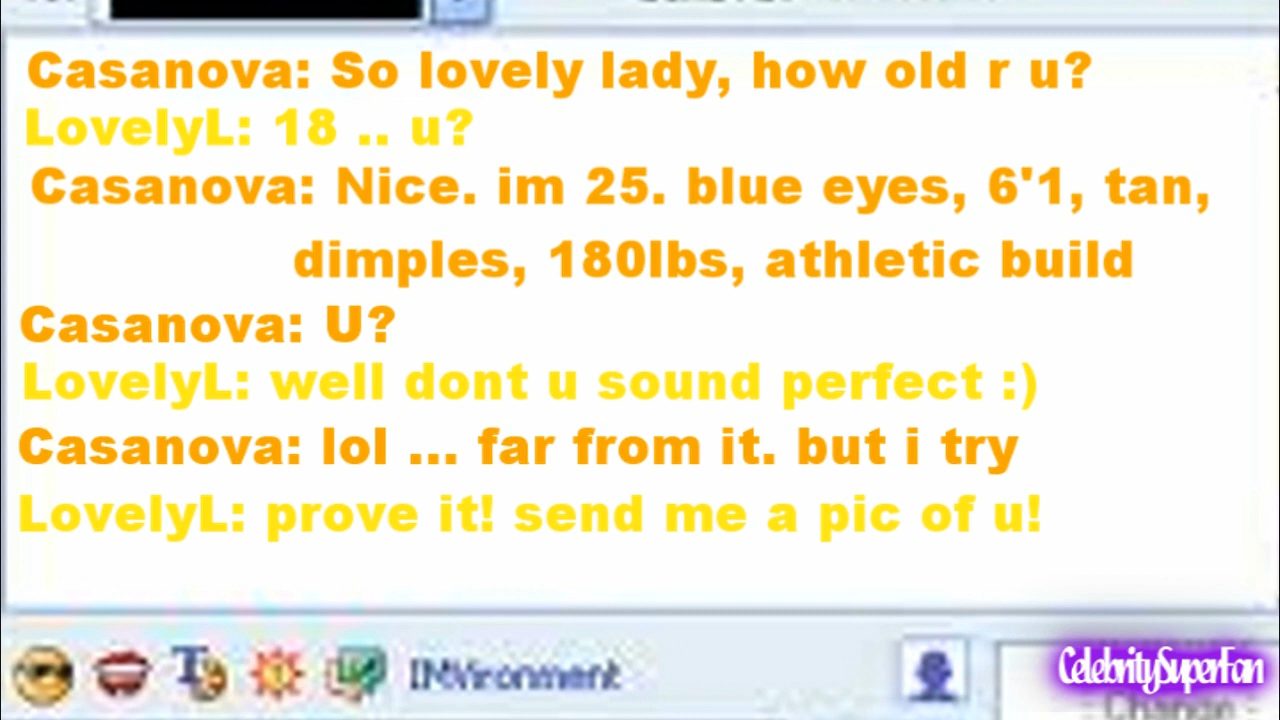 Casanova: So lovely lady, how old r u?
LovelyL: 18 .. u?
Casanova: Nice. im 25. blue eyes, 6'1, tan,
dimples, 180lbs, athletic build
Casanova: U?
LovelyL: well dont u sound perfect :)
Casanova: lol ... far from it. but i try
LovelyL: prove it! send me a pic of u!
IMVironment
CelebritySuperFan
- Change -